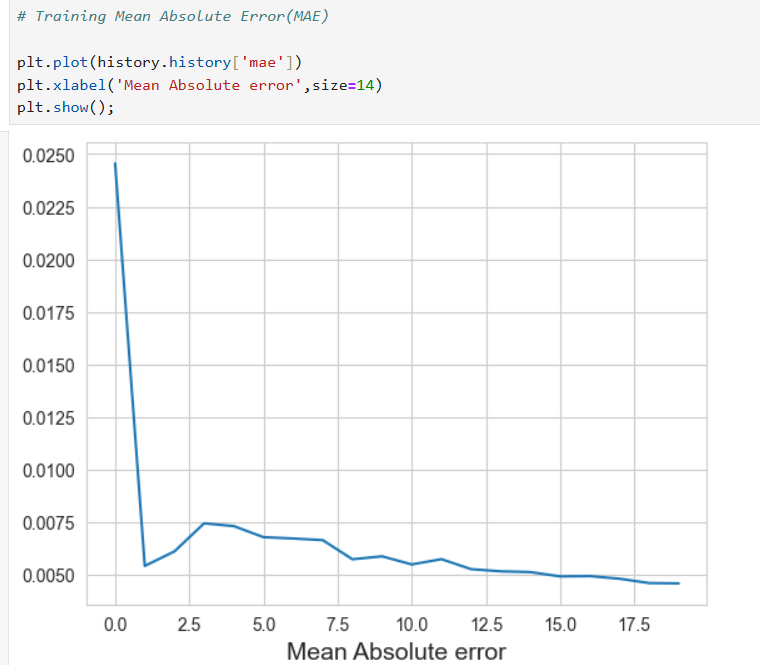 # Training Mean Absolute Error(MAE)
plt.plot(history.history['mae'])
plt.xlabel('Mean Absolute error',size=14)
plt.show();
0.0250
0.0225
0.0200
0.0175
0.0150
0.0125
0.0100
0.0075
0.0050
0.0 2.5 5.0 7.5 10.0 12.5 15.0 17.5
Mean Absolute error